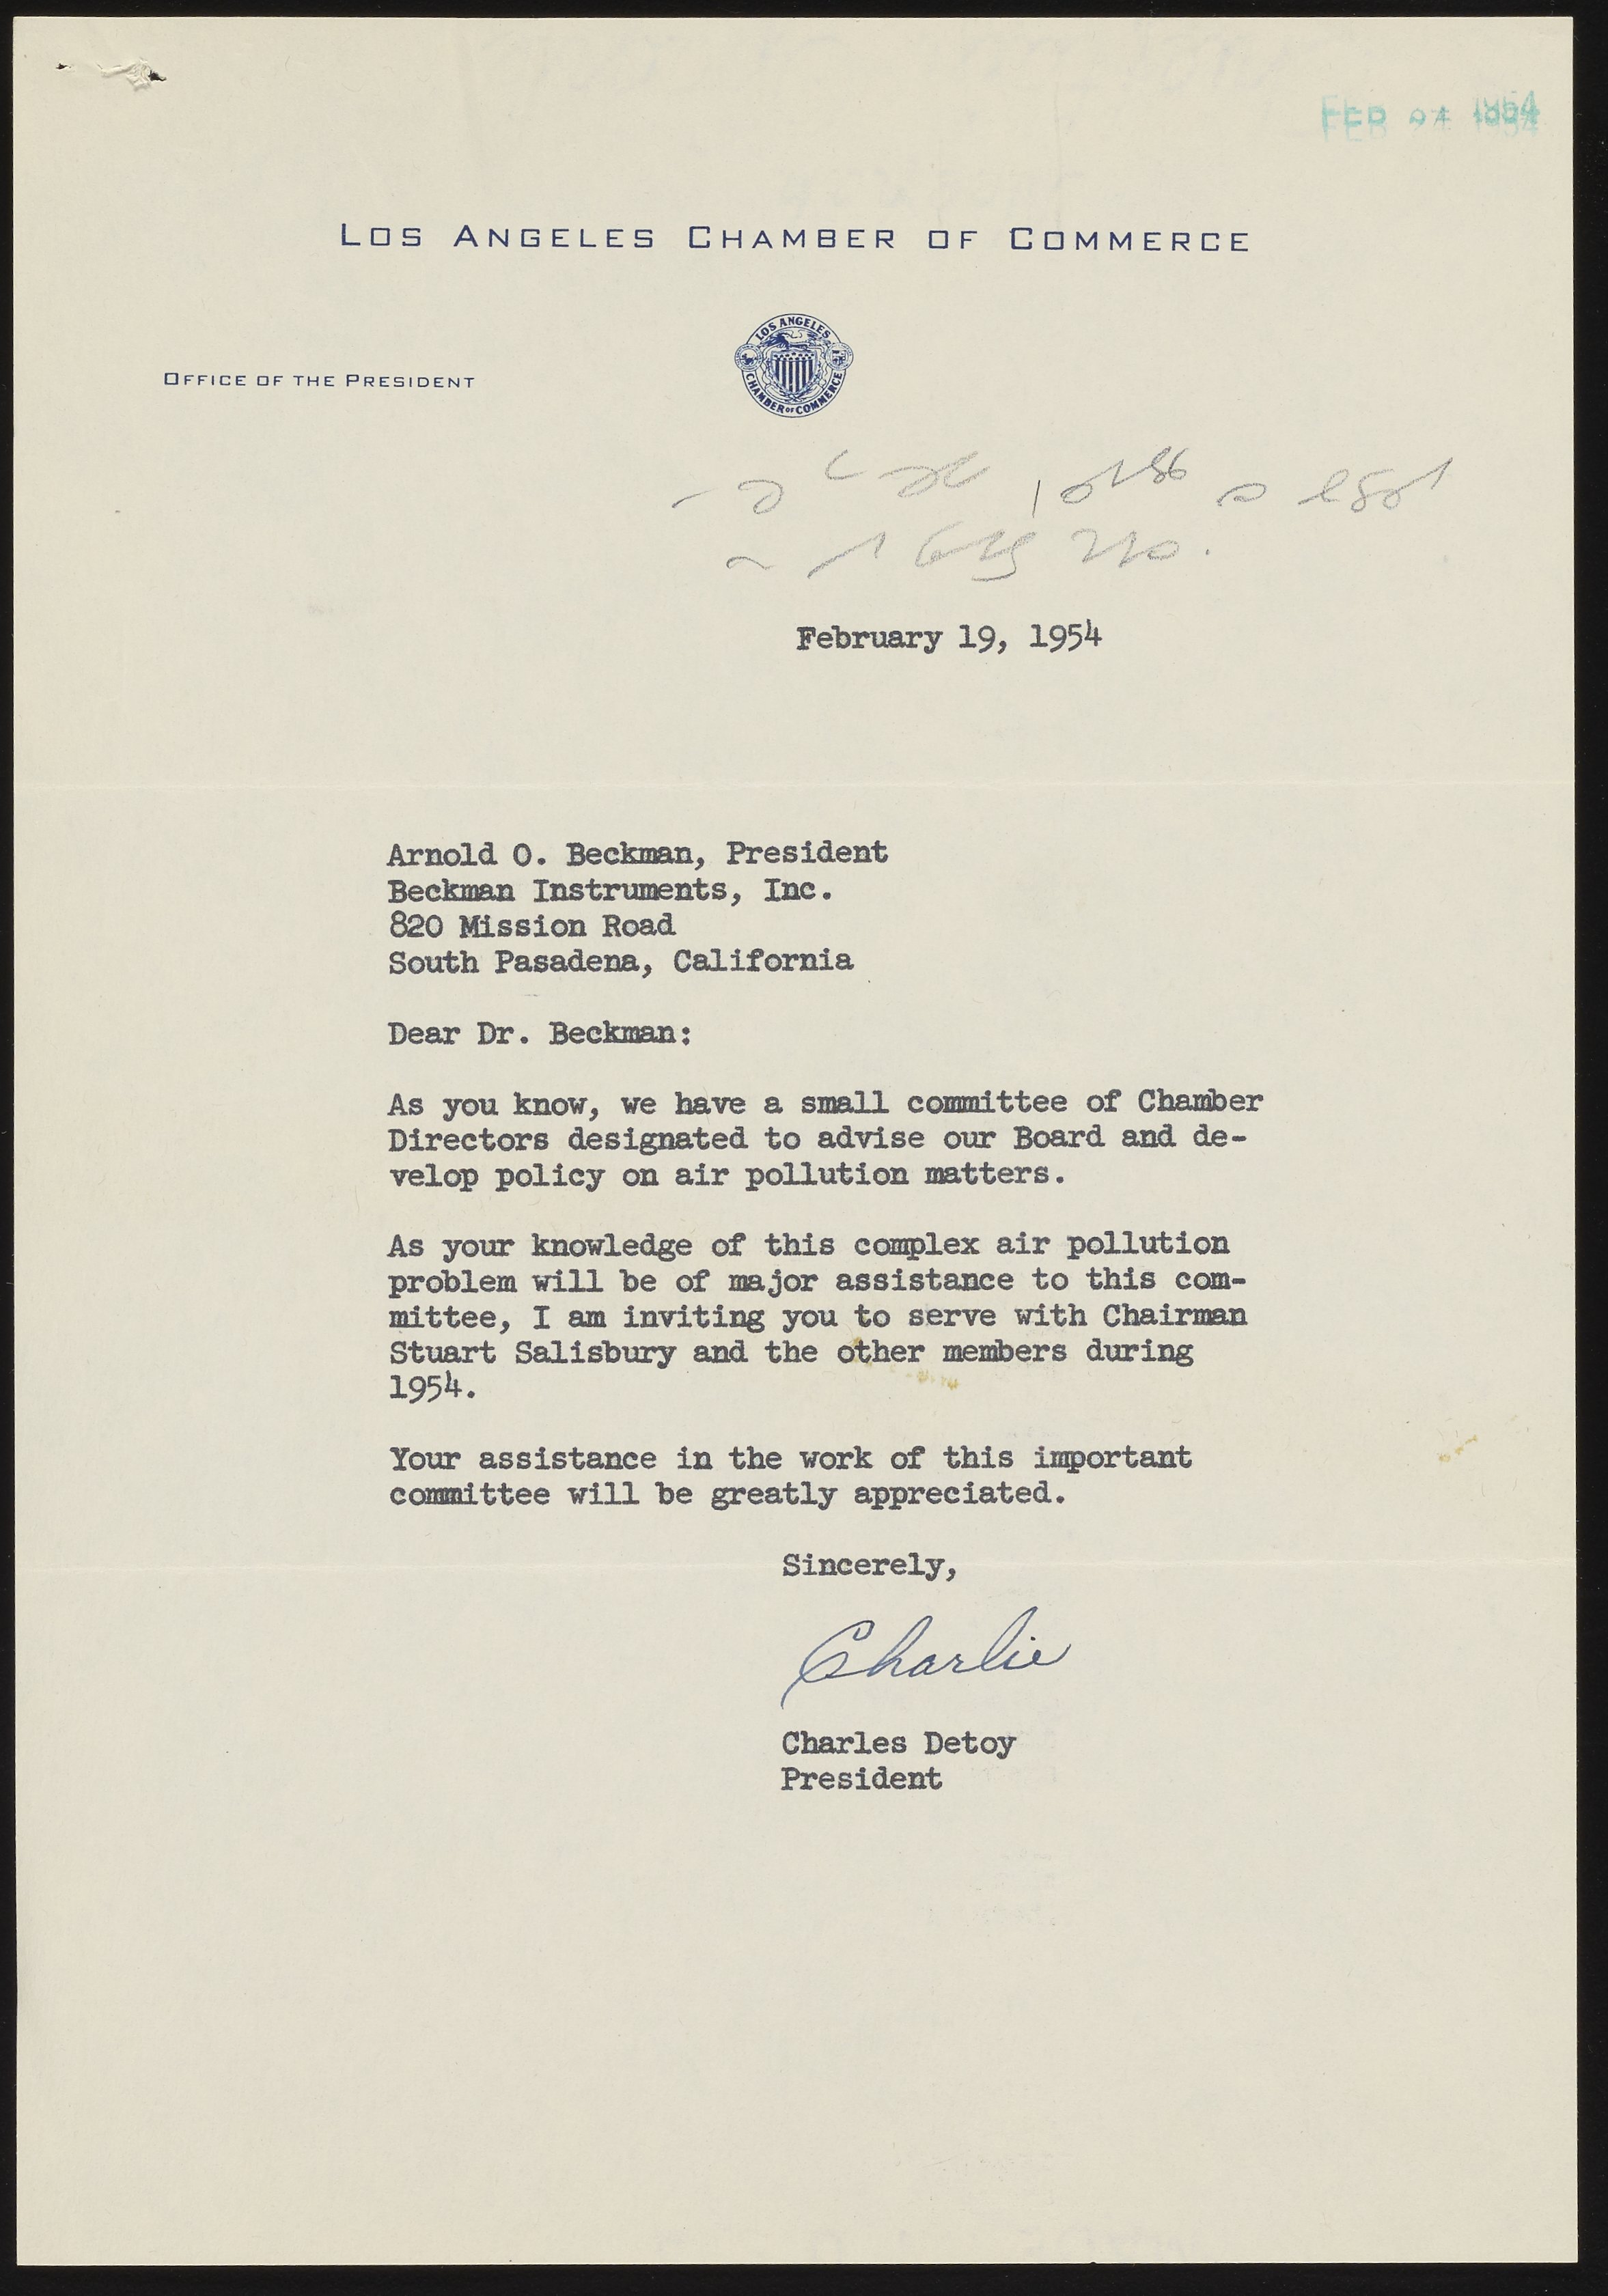 FEB 24 1954
LOS ANGELES CHAMBER OF COMMERCE
LOS ANGELES
CHAMBER OF COMMERCE
OFFICE OF THE PRESIDENT
February 19, 1954
Arnold O. Beckman, President
Beckman Instruments, Inc.
820 Mission Road
South Pasadena, California
Dear Dr. Beckman:
As you know, we have a small committee of Chamber
Directors designated to advise our Board and de-
velop policy on air pollution matters.
As your knowledge of this complex air pollution
problem will be of major assistance to this com-
mittee, I am inviting you to serve with Chairman
Stuart Salisbury and the other members during
1954.
Your assistance in the work of this important
committee will be greatly appreciated.
Sincerely,
Charlie
Charles Detoy
President